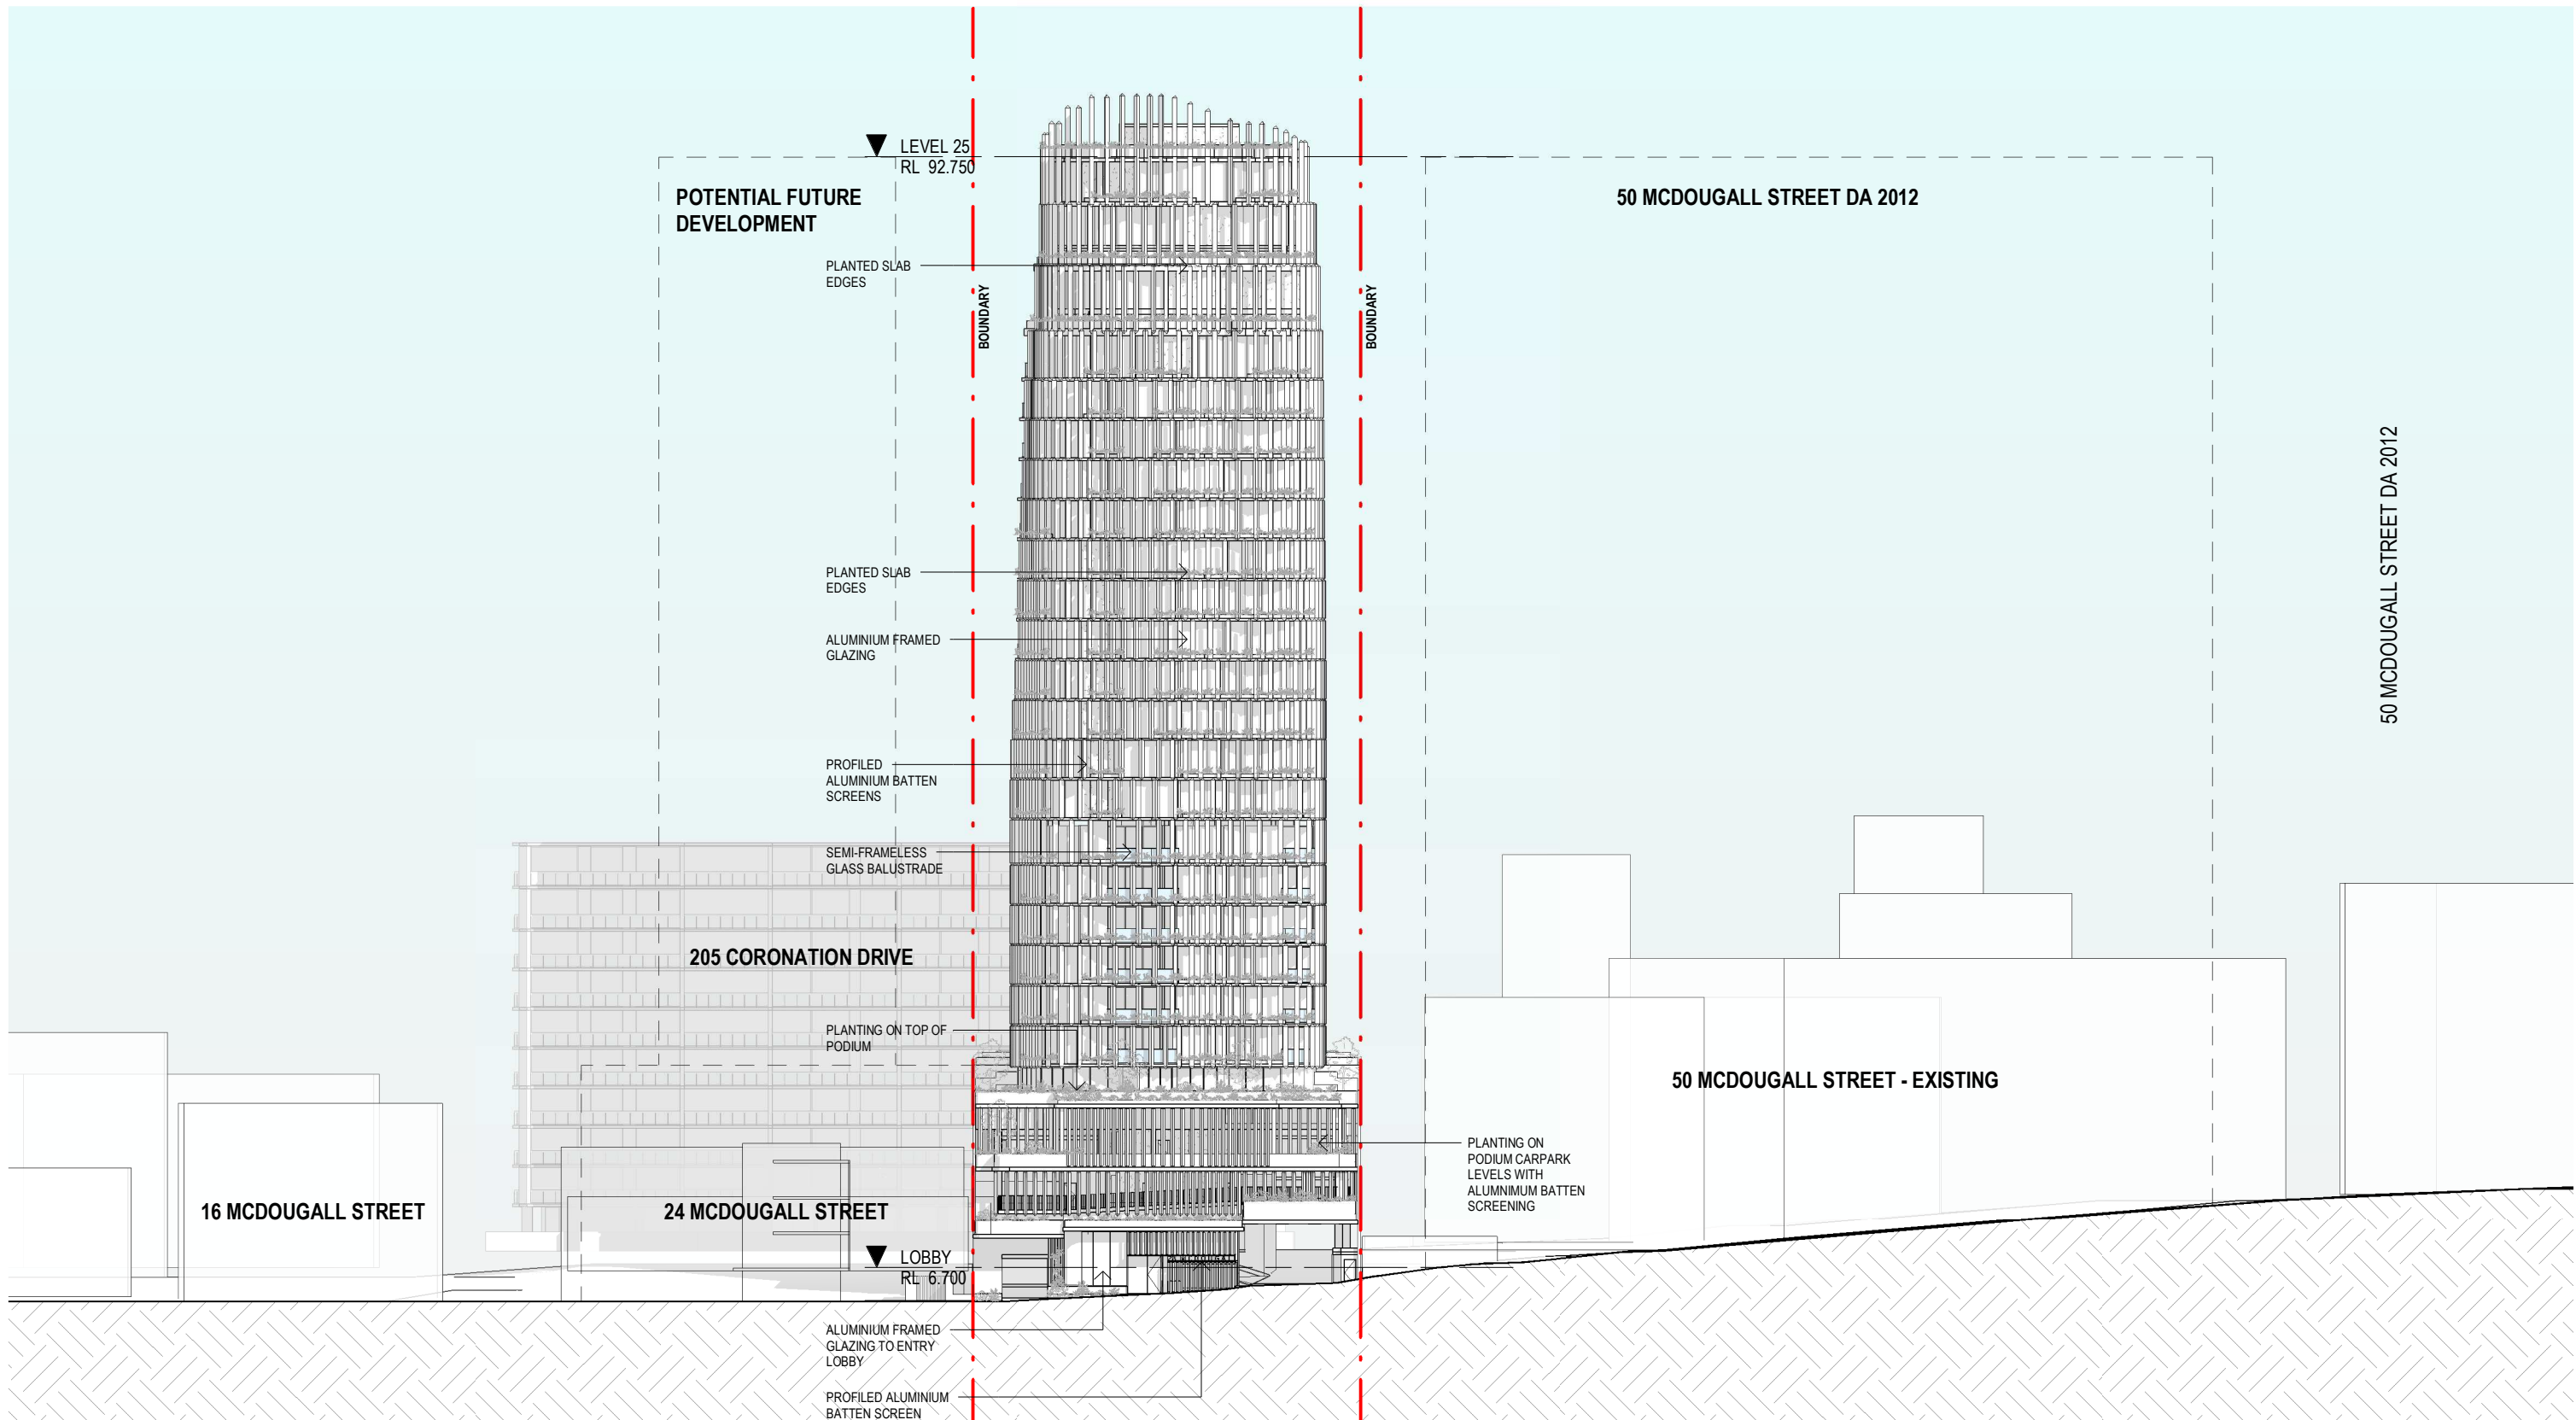 LEVEL 25
RL 92.750
POTENTIAL FUTURE
DEVELOPMENT
50 MCDOUGALL STREET DA 2012
PLANTED SLAB
EDGES
BOUNDARY
BOUNDARY
50 MCDOUGALL STREET DA 2012
PLANTED SLAB
EDGES
ALUMINIUM FRAMED
GLAZING
PROFILED
ALUMINIUM BATTEN
SCREENS
SEMI-FRAMELESS
GLASS BALUSTRADE
205 CORONATION DRIVE
PLANTING ON TOP OF
PODIUM
50 MCDOUGALL STREET - EXISTING
PLANTING ON
PODIUM CARPARK
LEVELS WITH
ALUMNIMUM BATTEN
SCREENING
16 MCDOUGALL STREET
24 MCDOUGALL STREET
LOBBY
RL 6.700
ALUMINIUM FRAMED
GLAZING TO ENTRY
LOBBY
PROFILED ALUMINIUM
BATTEN SCREEN